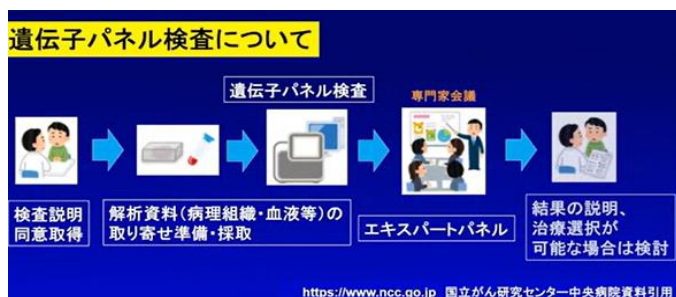 遺伝子パネル検査について
遺伝子パネル検査
専門家会議
検査説明
同意取得
解析資料(病理組織・血液等)の
取り寄せ準備・採取
エキスパートパネル
結果の説明、
治療選択が
可能な場合は検討
https://www.ncc.go.jp 国立がん研究センター中央病院資料引用